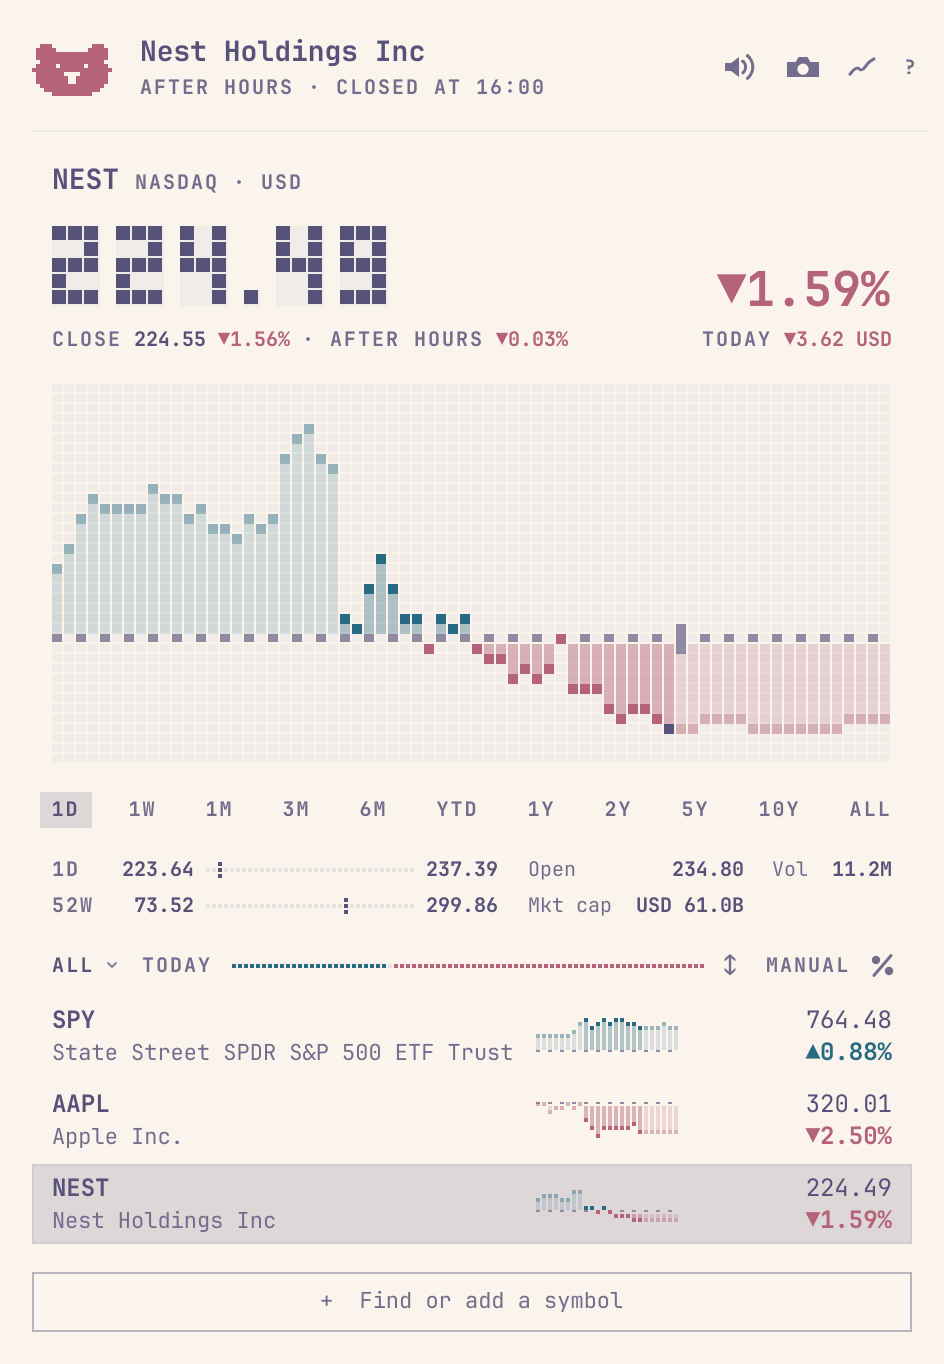 Nest Holdings Inc
AFTER HOURS · CLOSED AT 16:00
?
NEST NASDAQ · USD
224.49
▼1.59%
CLOSE 224.55 ▼1.56% · AFTER HOURS ▼0.03%
TODAY ▼3.62 USD
1D 1W 1M 3M 6M YTD 1Y 2Y 5Y 10Y ALL
1D 223.64 237.39 Open 234.80 Vol 11.2M
52W 73.52 299.86 Mkt cap USD 61.0B
ALL TODAY MANUAL %
SPY 764.48
State Street SPDR S&P 500 ETF Trust ▲0.88%
AAPL 320.01
Apple Inc. ▼2.50%
NEST 224.49
Nest Holdings Inc ▼1.59%
+ Find or add a symbol